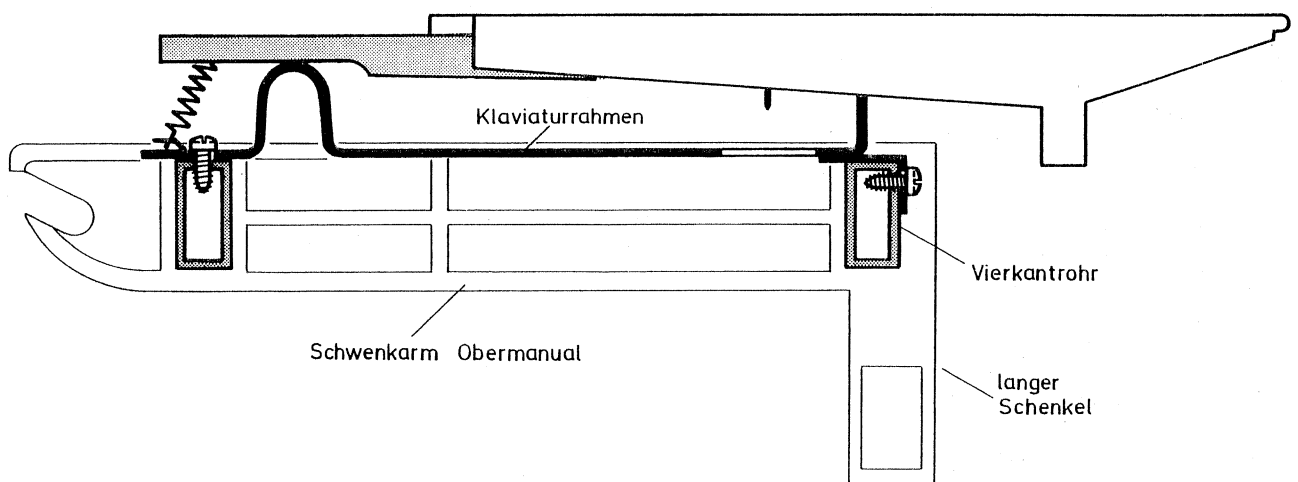 Klaviaturrahmen
Vierkantrohr
Schwenkarm Obermanual
langer
Schenkel